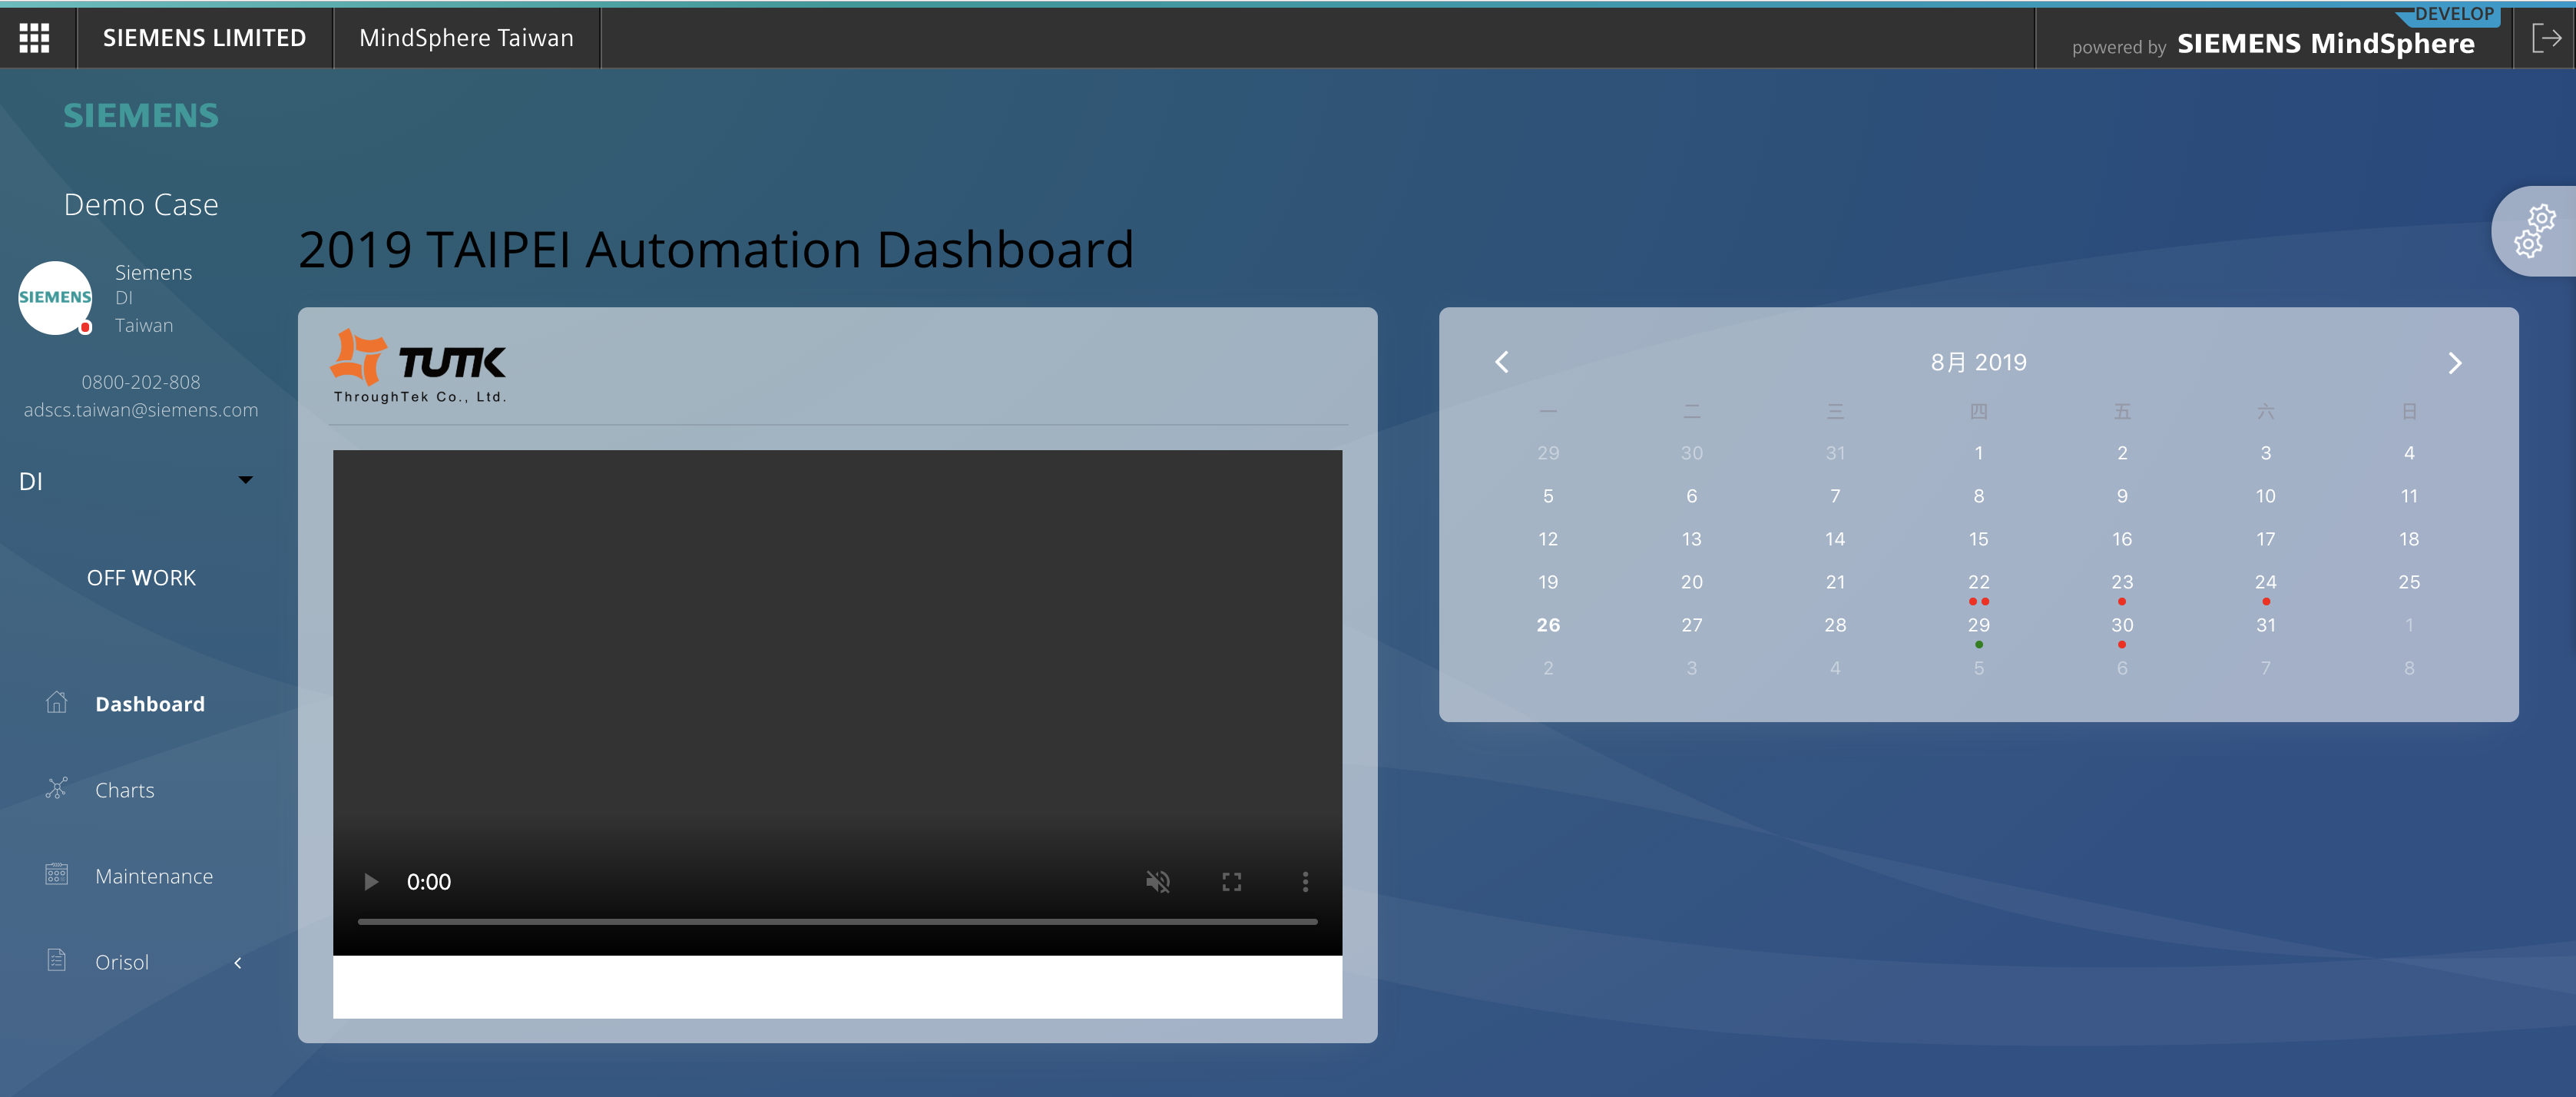 SIEMENS LIMITED
MindSphere Taiwan
DEVELOP
powered by SIEMENS MindSphere
SIEMENS
Demo Case
SIEMENS
Siemens
DI
Taiwan
0800-202-808
adscs.taiwan@siemens.com
DI
OFF WORK
Dashboard
Charts
Maintenance
Orisol
2019 TAIPEI Automation Dashboard
TUTK
ThroughTek Co., Ltd.
0:00
8月 2019
一 二 三 四 五 六 日
29 30 31 1 2 3 4
5 6 7 8 9 10 11
12 13 14 15 16 17 18
19 20 21 22 23 24 25
26 27 28 29 30 31 1
2 3 4 5 6 7 8